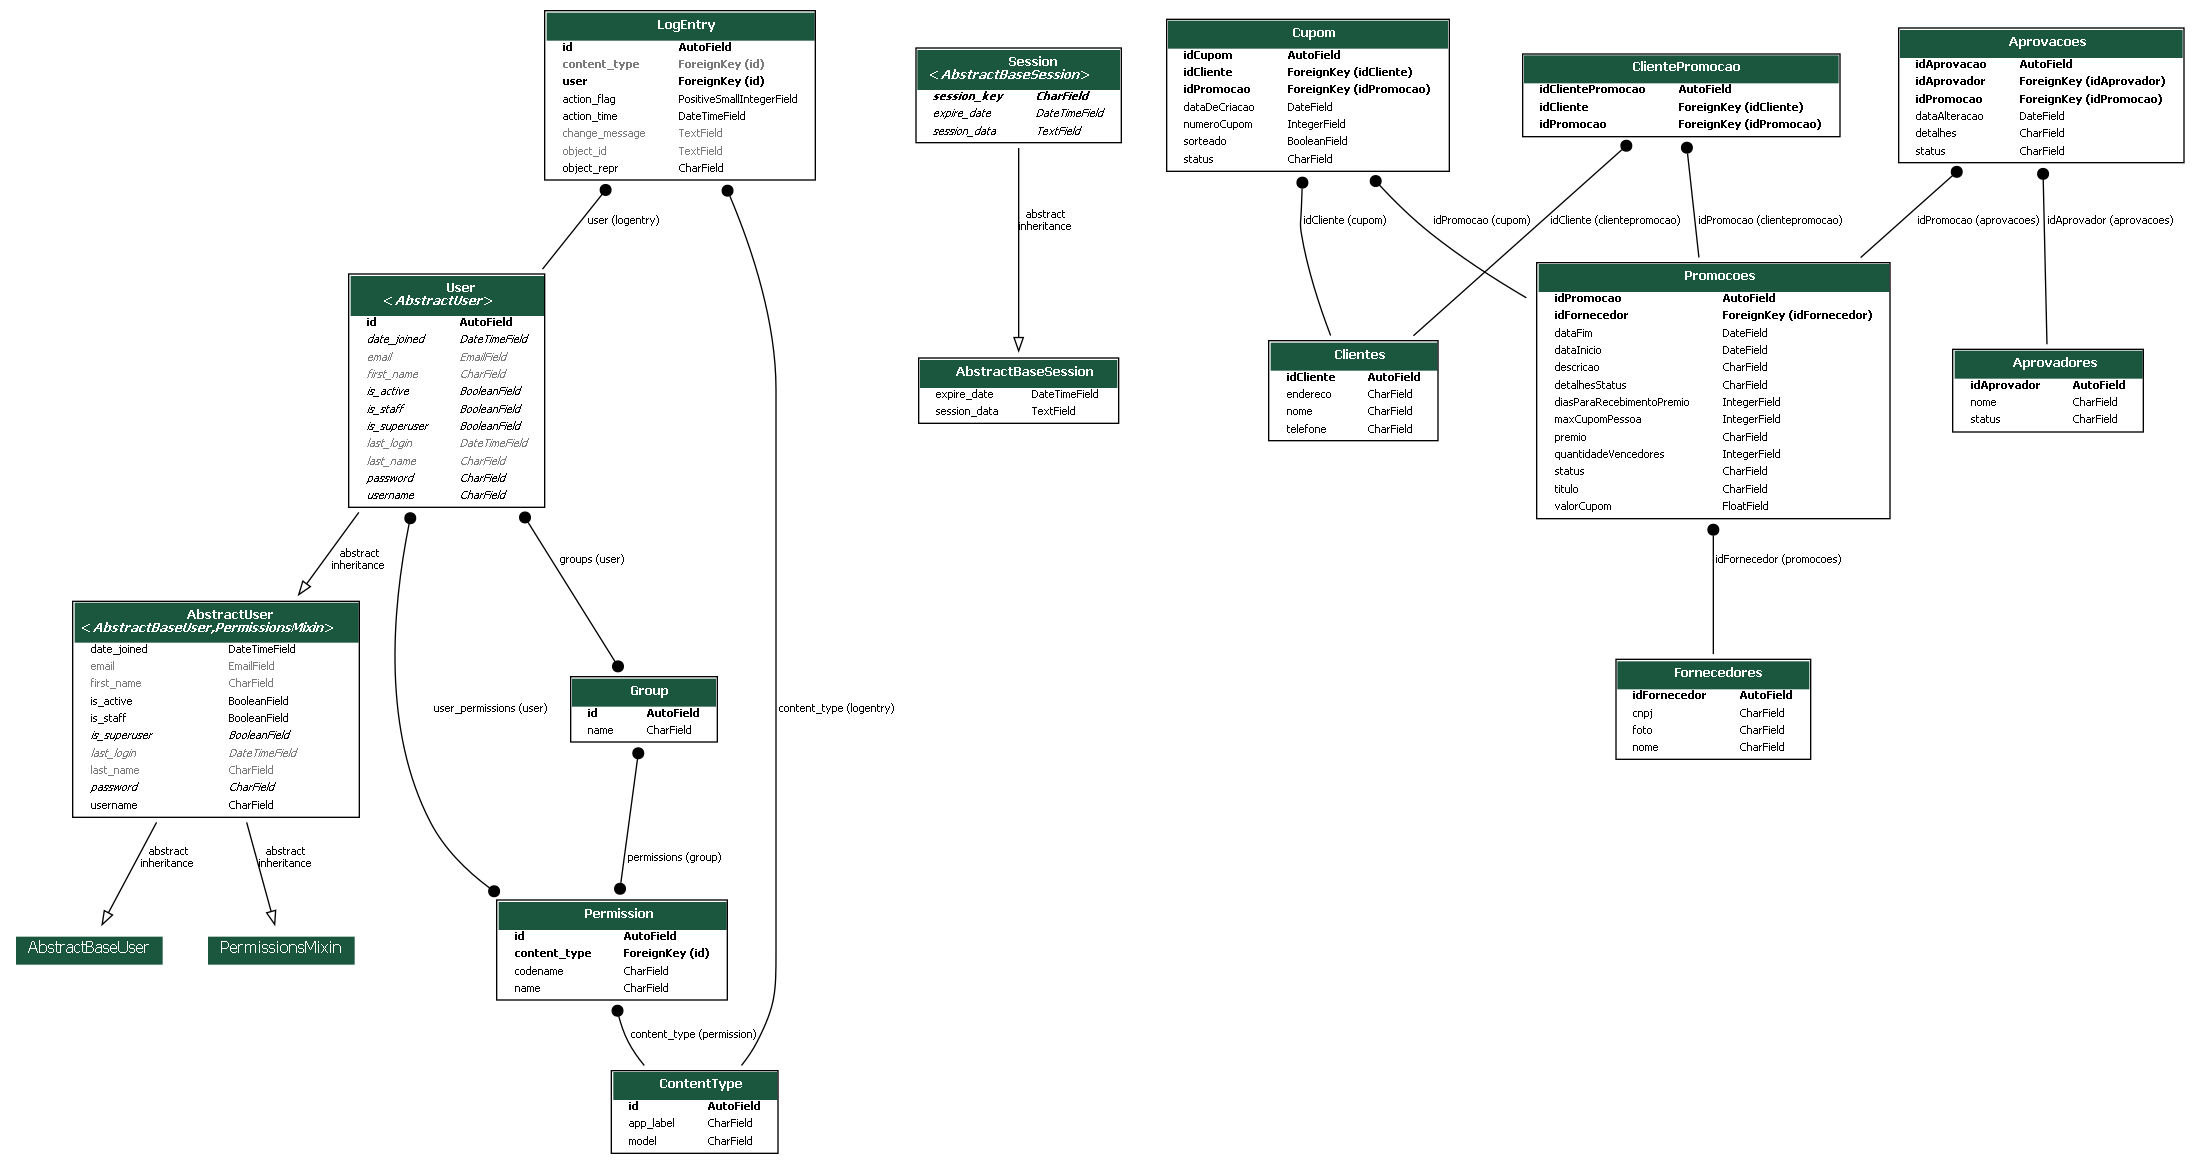 LogEntry
id AutoField
content_type ForeignKey (id)
user ForeignKey (id)
action_flag PositiveSmallIntegerField
action_time DateTimeField
change_message TextField
object_id TextField
object_repr CharField
Session
<AbstractBaseSession>
session_key CharField
expire_date DateTimeField
session_data TextField
Cupom
idCupom AutoField
idCliente ForeignKey (idCliente)
idPromocao ForeignKey (idPromocao)
dataDeCriacao DateField
numeroCupom IntegerField
sorteado BooleanField
status CharField
ClientePromocao
idClientePromocao AutoField
idCliente ForeignKey (idCliente)
idPromocao ForeignKey (idPromocao)
Aprovacoes
idAprovacao AutoField
idAprovador ForeignKey (idAprovador)
idPromocao ForeignKey (idPromocao)
dataAlteracao DateField
detalhes CharField
status CharField
user (logentry)
abstract
inheritance
idCliente (cupom)
idPromocao (cupom)
idCliente (clientepromocao)
idPromocao (clientepromocao)
idPromocao (aprovacoes)
idAprovador (aprovacoes)
User
<AbstractUser>
id AutoField
date_joined DateTimeField
email EmailField
first_name CharField
is_active BooleanField
is_staff BooleanField
is_superuser BooleanField
last_login DateTimeField
last_name CharField
password CharField
username CharField
AbstractBaseSession
expire_date DateTimeField
session_data TextField
Clientes
idCliente AutoField
endereco CharField
nome CharField
telefone CharField
Promocoes
idPromocao AutoField
idFornecedor ForeignKey (idFornecedor)
dataFim DateField
dataInicio DateField
descricao CharField
detalhesStatus CharField
diasParaRecebimentoPremio IntegerField
maxCupomPessoa IntegerField
premio CharField
quantidadeVencedores IntegerField
status CharField
titulo CharField
valorCupom FloatField
Aprovadores
idAprovador AutoField
nome CharField
status CharField
abstract
inheritance
groups (user)
idFornecedor (promocoes)
AbstractUser
<AbstractBaseUser,PermissionsMixin>
date_joined DateTimeField
email EmailField
first_name CharField
is_active BooleanField
is_staff BooleanField
is_superuser BooleanField
last_login DateTimeField
last_name CharField
password CharField
username CharField
user_permissions (user)
Group
id AutoField
name CharField
content_type (logentry)
Fornecedores
idFornecedor AutoField
cnpj CharField
foto CharField
nome CharField
abstract
inheritance
abstract
inheritance
permissions (group)
AbstractBaseUser
PermissionsMixin
Permission
id AutoField
content_type ForeignKey (id)
codename CharField
name CharField
content_type (permission)
ContentType
id AutoField
app_label CharField
model CharField